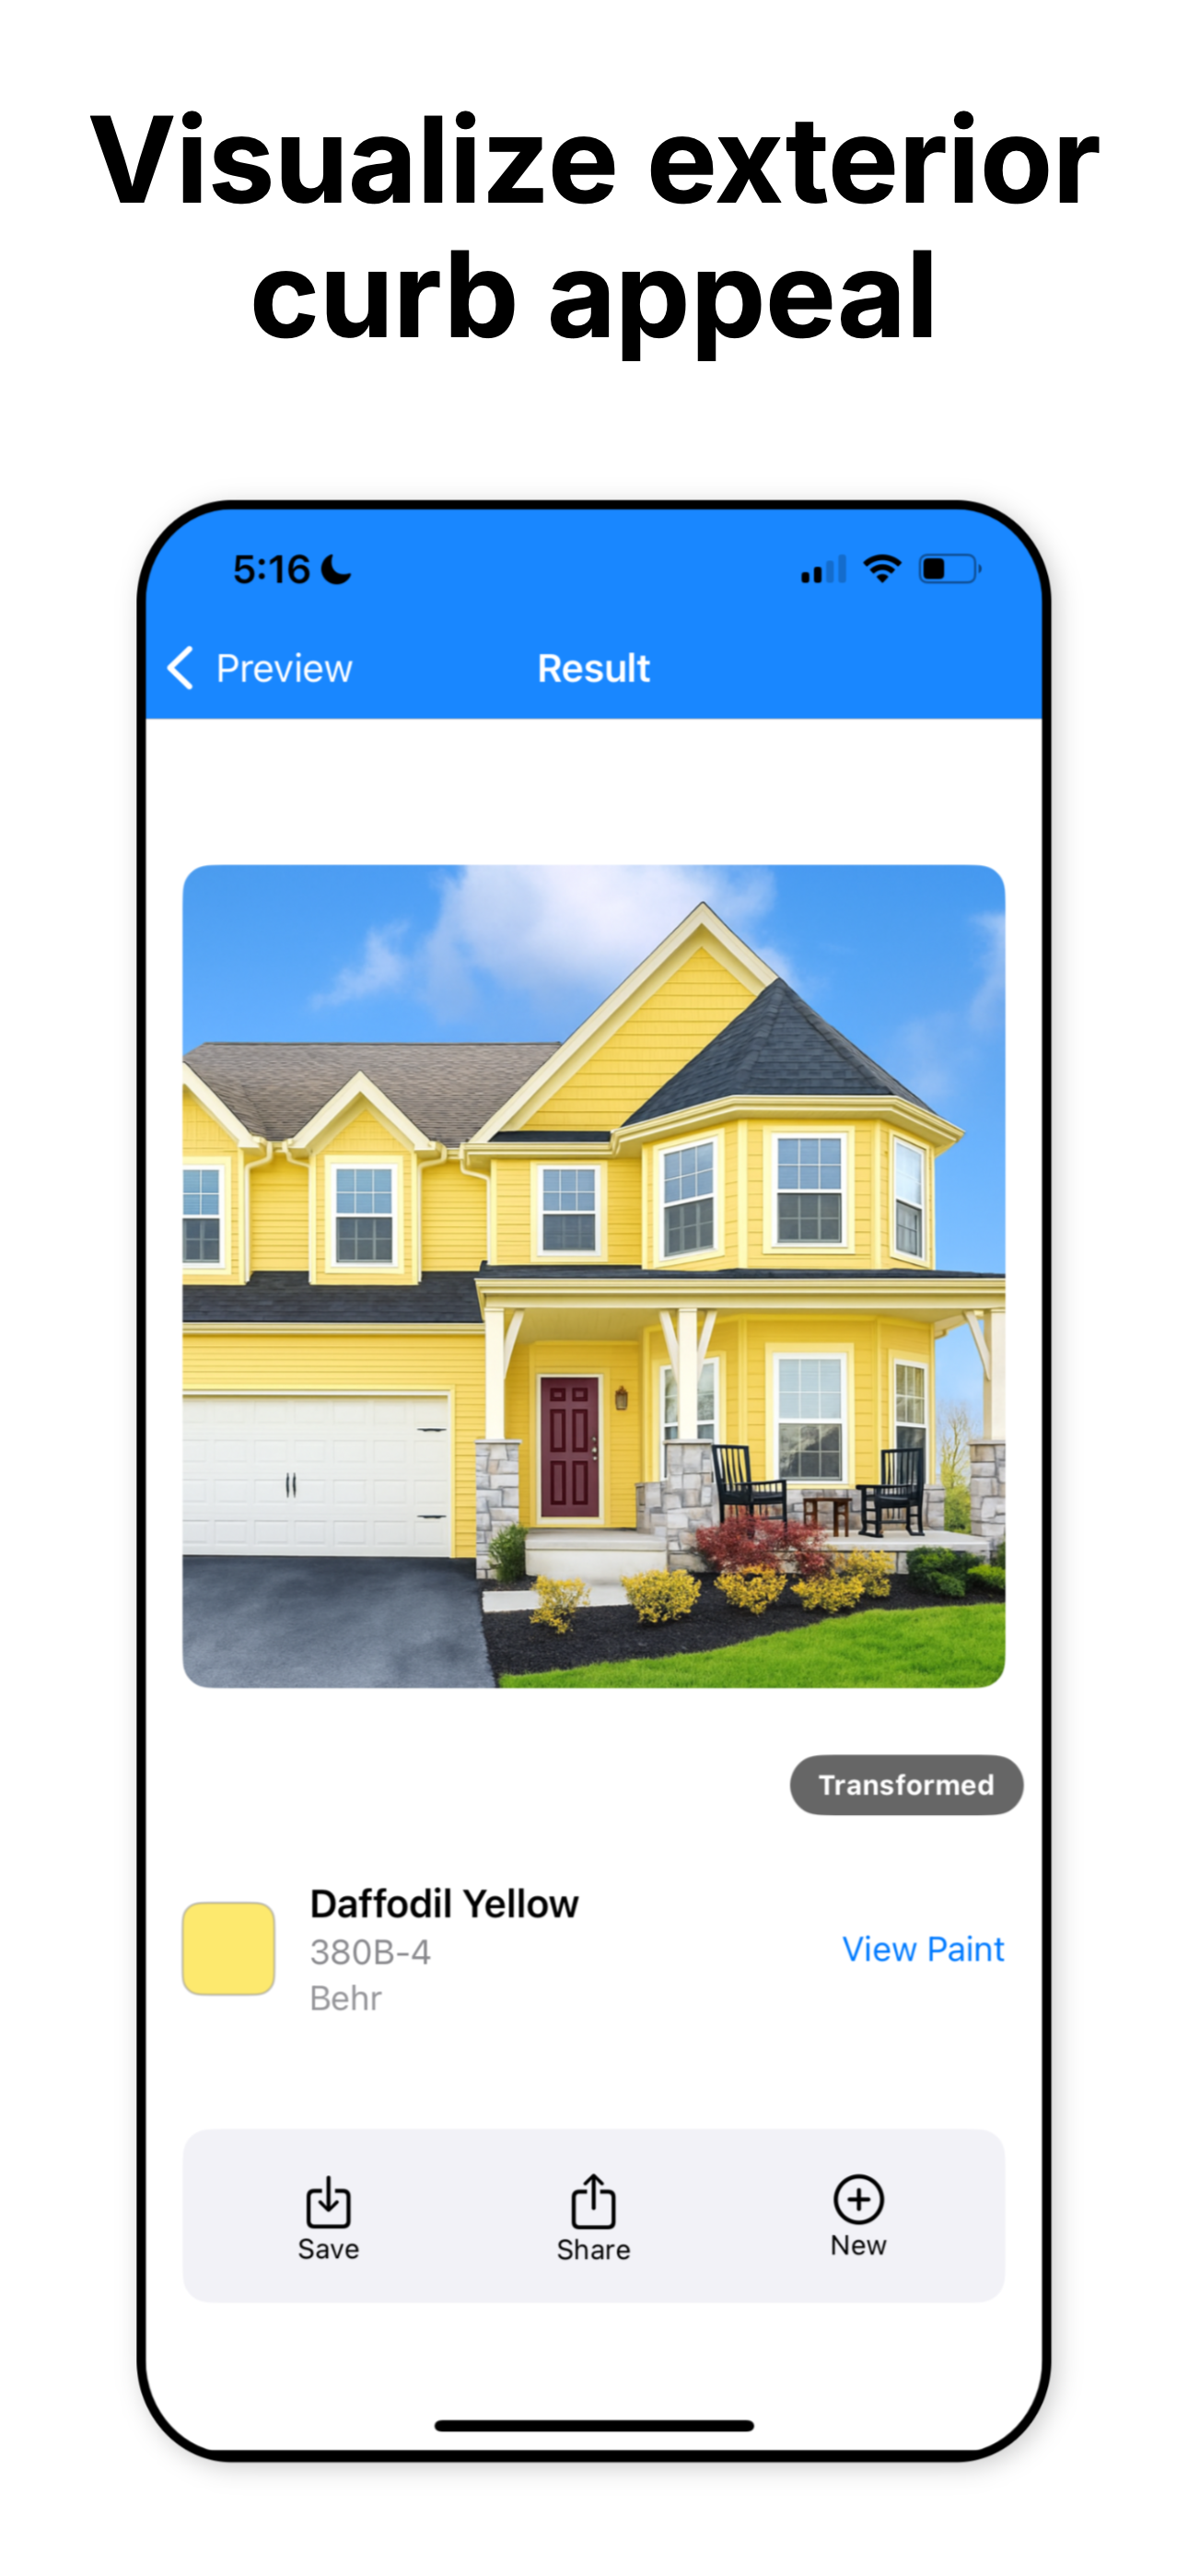 Visualize exterior
curb appeal
5:16
Preview
Result
Transformed
Daffodil Yellow
380B-4
Behr
View Paint
Save
Share
New